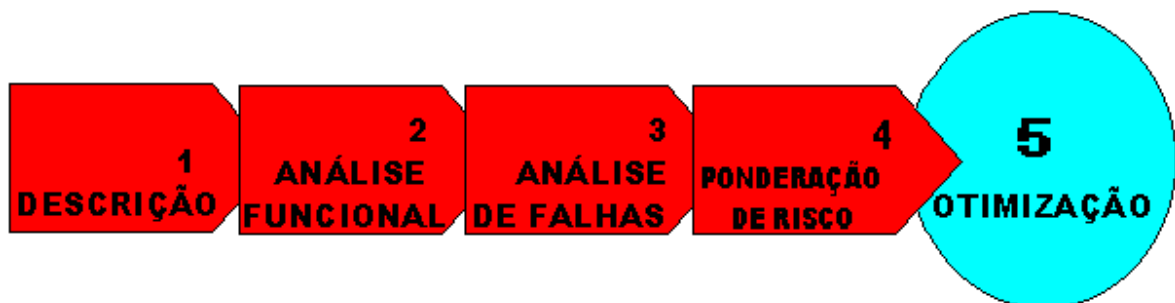 1
DESCRIÇÃO
2
ANÁLISE
FUNCIONAL
3
ANÁLISE
DE FALHAS
4
PONDERAÇÃO
DE RISCO
5
OTIMIZAÇÃO